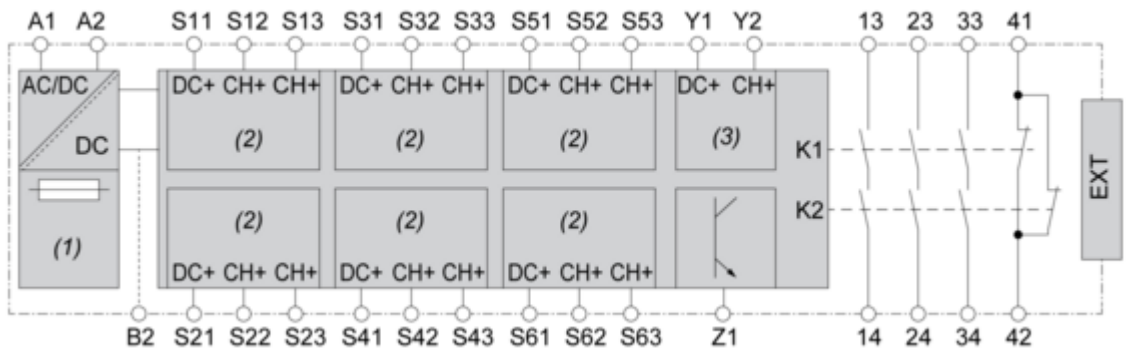 A1 A2 S11 S12 S13 S31 S32 S33 S51 S52 S53 Y1 Y2 13 23 33 41
AC/DC DC+ CH+ CH+ DC+ CH+ CH+ DC+ CH+ CH+ DC+ CH+
DC (2) (2) (2) (3) K1
EXT
(1) (2) (2) (2) K2
DC+ CH+ CH+ DC+ CH+ CH+ DC+ CH+ CH+
B2 S21 S22 S23 S41 S42 S43 S61 S62 S63 Z1 14 24 34 42